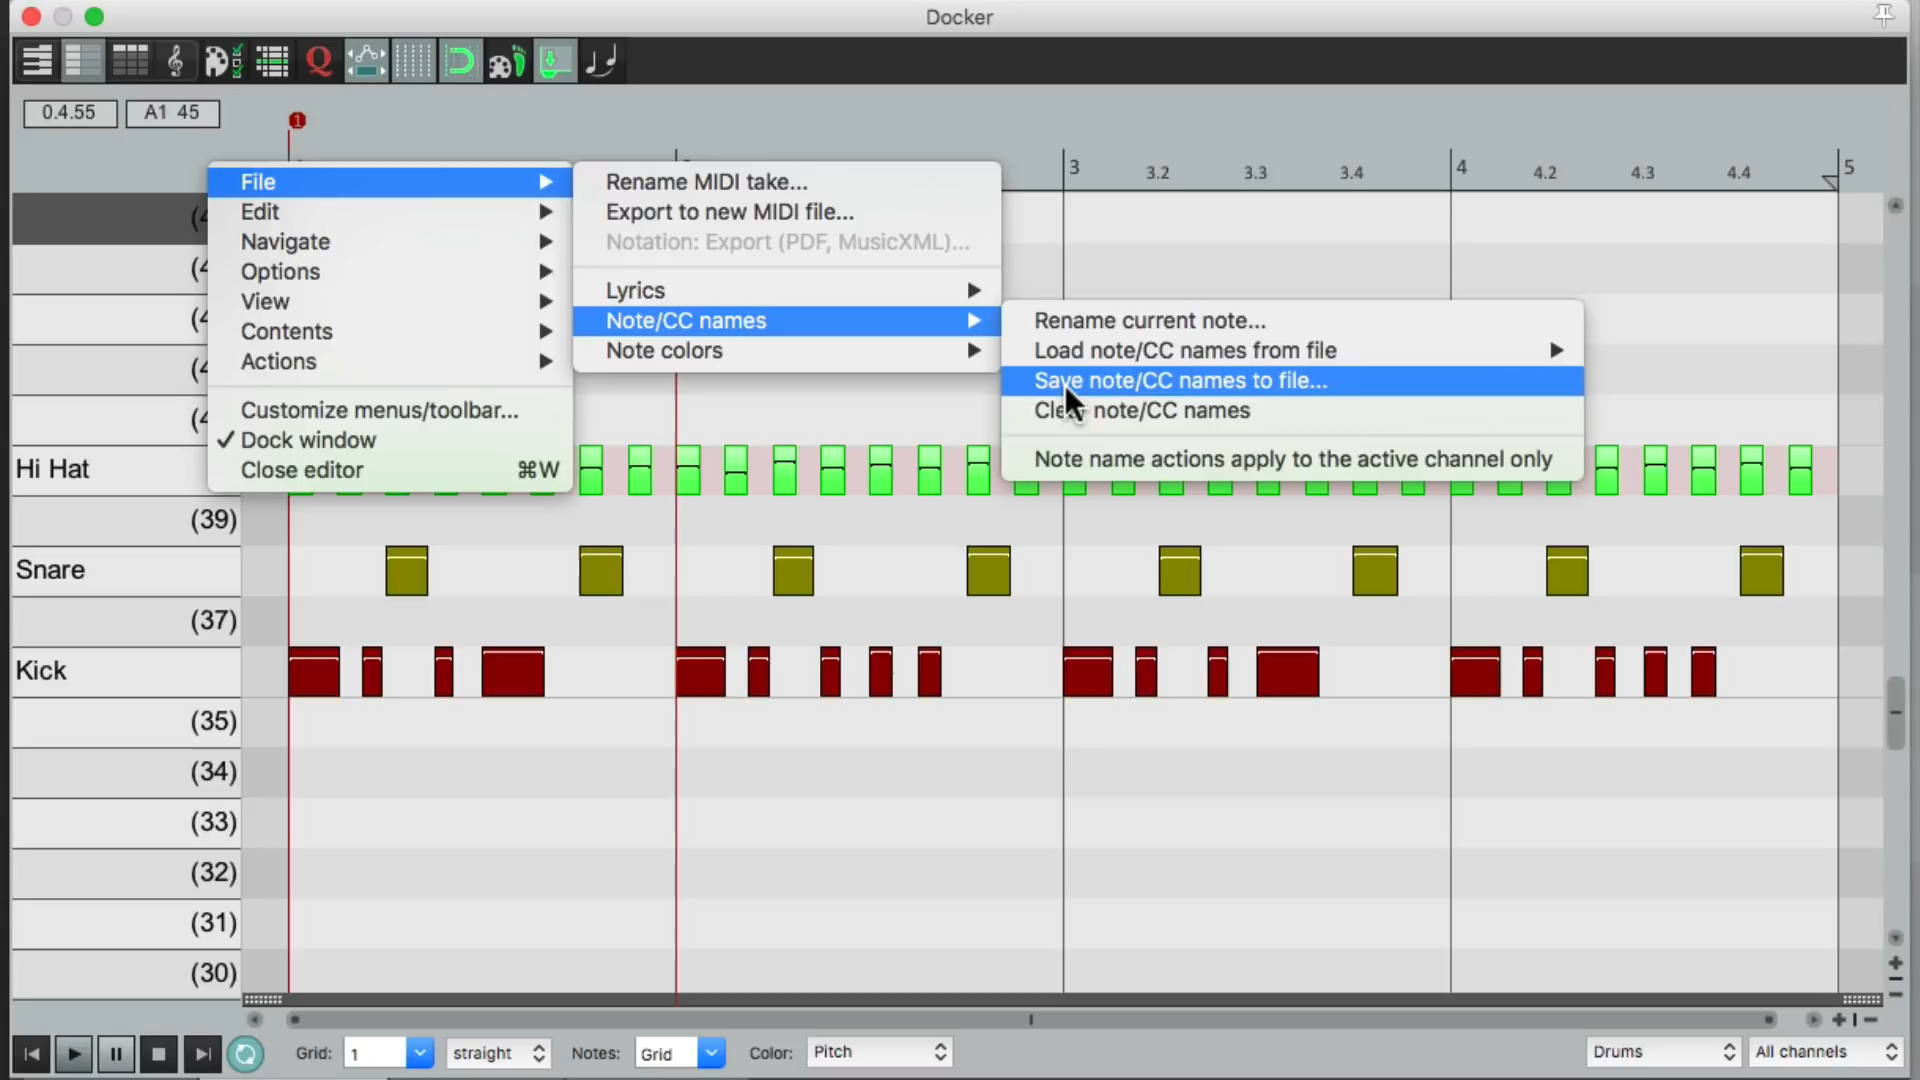 Docker
Q
0.4.55
A1 45
1
3
3.2
3.3
3.4
4
4.2
4.3
4.4
5
File
Edit
Navigate
Options
View
Contents
Actions
Customize menus/toolbar...
✓ Dock window
Close editor ⌘W
Rename MIDI take...
Export to new MIDI file...
Notation: Export (PDF, MusicXML)...
Lyrics
Note/CC names
Note colors
Rename current note...
Load note/CC names from file
Save note/CC names to file...
Clear note/CC names
Note name actions apply to the active channel only
Hi Hat
(39)
Snare
(37)
Kick
(35)
(34)
(33)
(32)
(31)
(30)
Grid: 1 straight Notes: Grid Color: Pitch Drums All channels